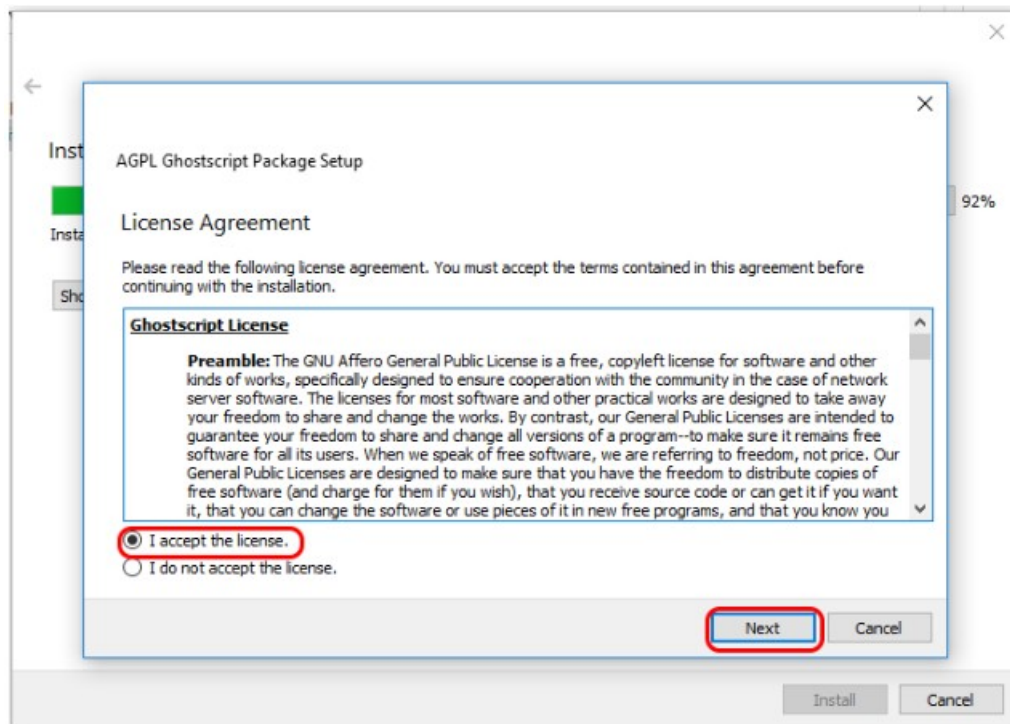 Inst
AGPL Ghostscript Package Setup
92%
Insta
License Agreement
Please read the following license agreement. You must accept the terms contained in this agreement before
continuing with the installation.
Sho
Ghostscript License
Preamble: The GNU Affero General Public License is a free, copyleft license for software and other
kinds of works, specifically designed to ensure cooperation with the community in the case of network
server software. The licenses for most software and other practical works are designed to take away
your freedom to share and change the works. By contrast, our General Public Licenses are intended to
guarantee your freedom to share and change all versions of a program--to make sure it remains free
software for all its users. When we speak of free software, we are referring to freedom, not price. Our
General Public Licenses are designed to make sure that you have the freedom to distribute copies of
free software (and charge for them if you wish), that you receive source code or can get it if you want
it, that you can change the software or use pieces of it in new free programs, and that you know you
I accept the license.
I do not accept the license.
Next
Cancel
Install
Cancel